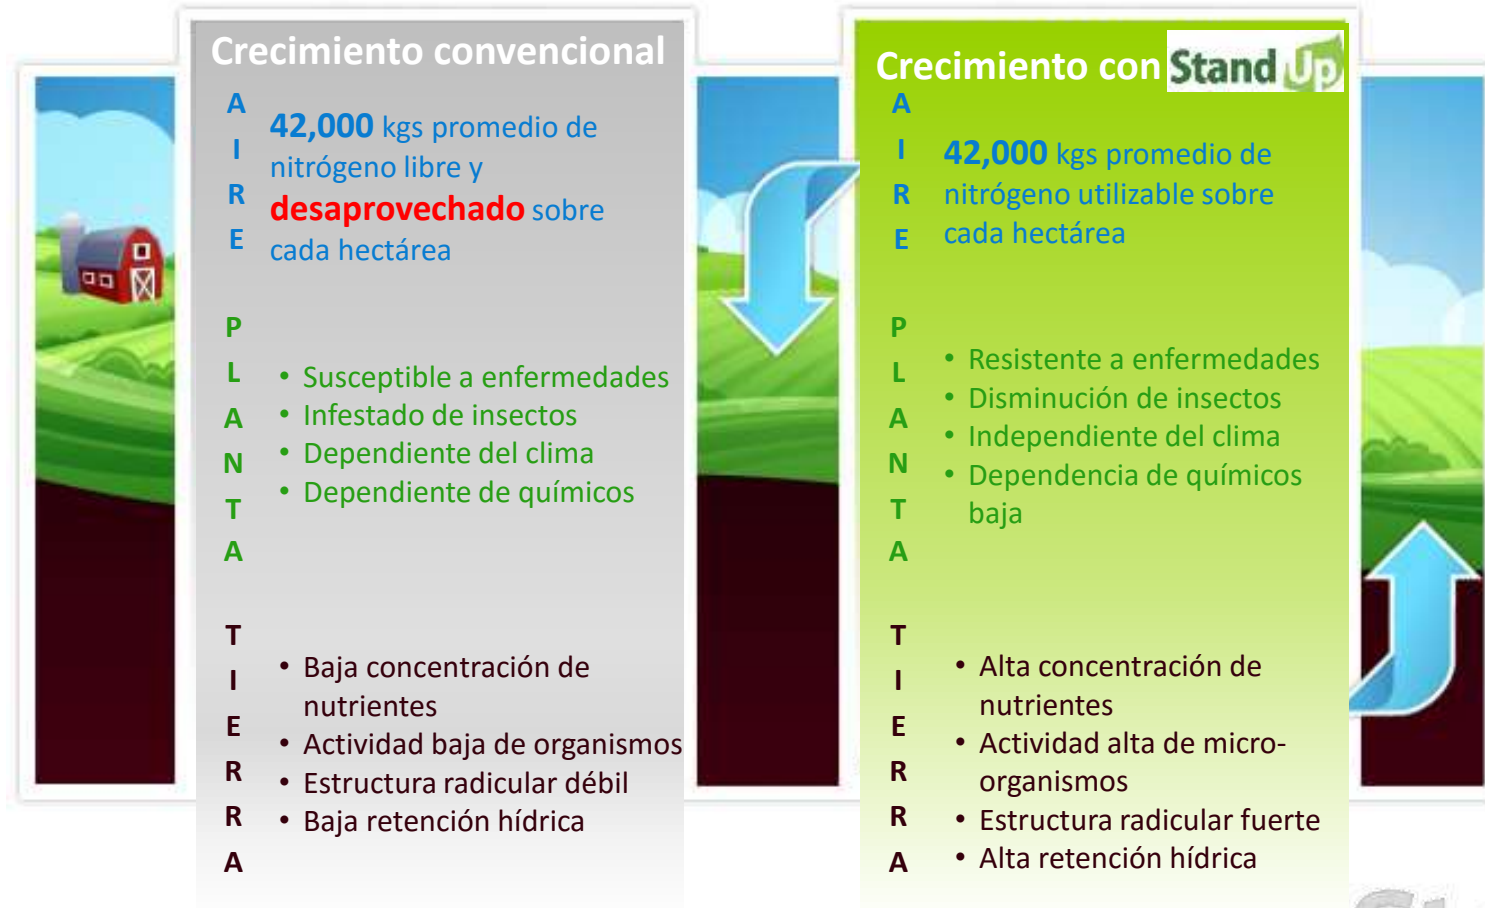 Crecimiento convencional
A
I
R
E
42,000 kgs promedio de
nitrógeno libre y
desaprovechado sobre
cada hectárea
P
L
A
N
T
A
• Susceptible a enfermedades
• Infestado de insectos
• Dependiente del clima
• Dependiente de químicos
T
I
E
R
R
A
• Baja concentración de
nutrientes
• Actividad baja de organismos
• Estructura radicular débil
• Baja retención hídrica
Crecimiento con Stand Up
A
I
R
E
42,000 kgs promedio de
nitrógeno utilizable sobre
cada hectárea
P
L
A
N
T
A
• Resistente a enfermedades
• Disminución de insectos
• Independiente del clima
• Dependencia de químicos
baja
T
I
E
R
R
A
• Alta concentración de
nutrientes
• Actividad alta de micro-
organismos
• Estructura radicular fuerte
• Alta retención hídrica